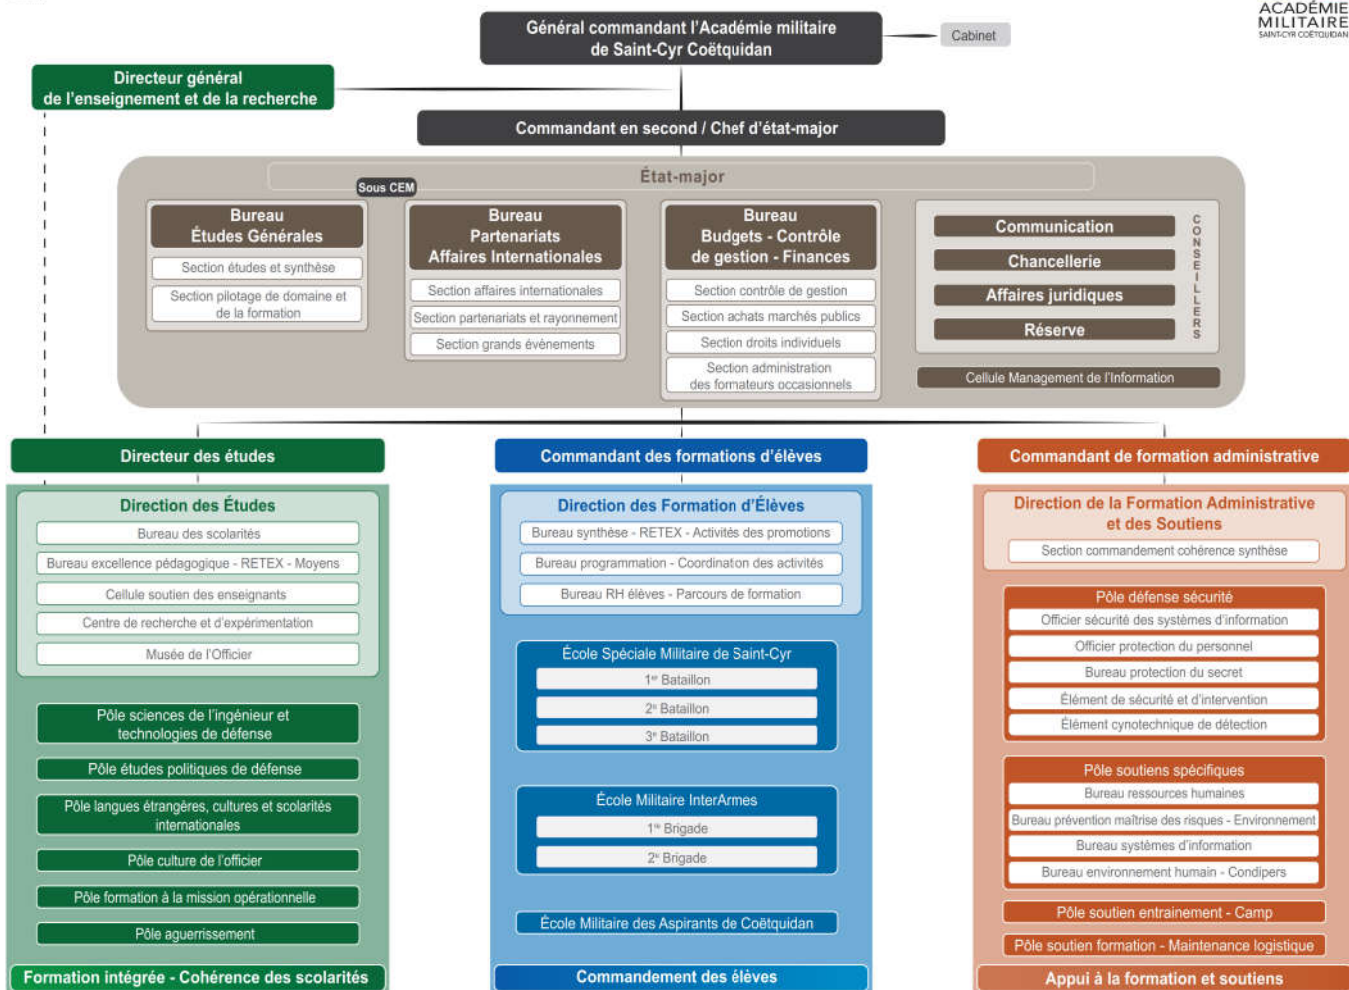 Général commandant l'Académie militaire
de Saint-Cyr Coëtquidan
Cabinet
ACADÉMIE
MILITAIRE
SAINT-CYR COËTQUIDAN
Directeur général
de l'enseignement et de la recherche
Commandant en second / Chef d'état-major
État-major
Sous CEM
Bureau
Études Générales
Section études et synthèse
Section pilotage de domaine et
de la formation
Bureau
Partenariats
Affaires Internationales
Section affaires internationales
Section partenariats et rayonnement
Section grands évènements
Bureau
Budgets - Contrôle
de gestion - Finances
Section contrôle de gestion
Section achats marchés publics
Section droits individuels
Section administration
des formateurs occasionnels
Communication
Chancellerie
Affaires juridiques
Réserve
CONSEILLERS
Cellule Management de l'Information
Directeur des études
Direction des Études
Bureau des scolarités
Bureau excellence pédagogique - RETEX - Moyens
Cellule soutien des enseignants
Centre de recherche et d'expérimentation
Musée de l'Officier
Pôle sciences de l'ingénieur et
technologies de défense
Pôle études politiques de défense
Pôle langues étrangères, cultures et scolarités
internationales
Pôle culture de l'officier
Pôle formation à la mission opérationnelle
Pôle aguerrissement
Formation intégrée - Cohérence des scolarités
Commandant des formations d'élèves
Direction des Formation d'Élèves
Bureau synthèse - RETEX - Activités des promotions
Bureau programmation - Coordination des activités
Bureau RH élèves - Parcours de formation
École Spéciale Militaire de Saint-Cyr
1er Bataillon
2e Bataillon
3e Bataillon
École Militaire InterArmes
1re Brigade
2e Brigade
École Militaire des Aspirants de Coëtquidan
Commandement des élèves
Commandant de formation administrative
Direction de la Formation Administrative
et des Soutiens
Section commandement cohérence synthèse
Pôle défense sécurité
Officier sécurité des systèmes d'information
Officier protection du personnel
Bureau protection du secret
Élément de sécurité et d'intervention
Élément cynotechnique de détection
Pôle soutiens spécifiques
Bureau ressources humaines
Bureau prévention maîtrise des risques - Environnement
Bureau systèmes d'information
Bureau environnement humain - Condipers
Pôle soutien entrainement - Camp
Pôle soutien formation - Maintenance logistique
Appui à la formation et soutiens